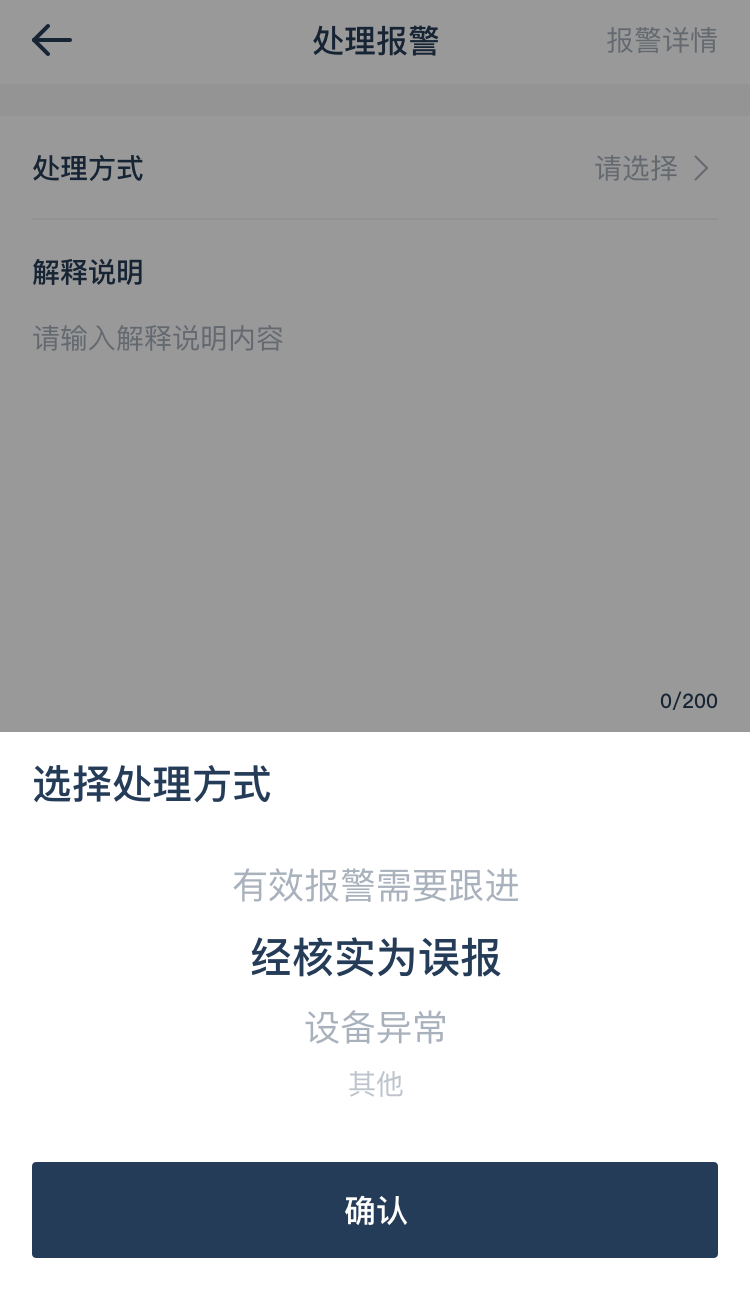 处理报警 报警详情
处理方式 请选择
解释说明
请输入解释说明内容
0/200
选择处理方式
有效报警需要跟进
经核实为误报
设备异常
其他
确认